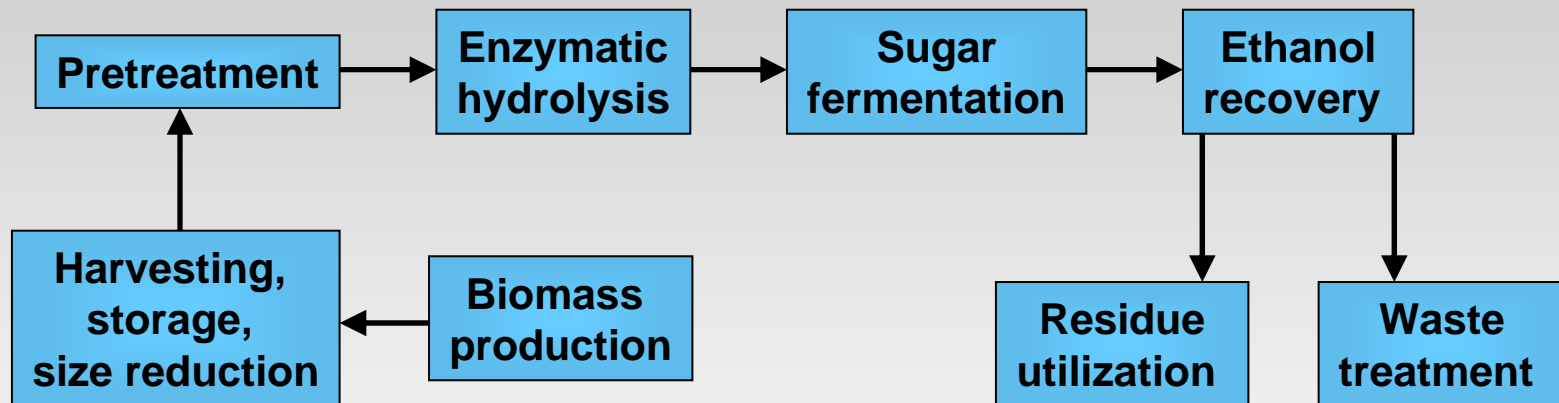 Pretreatment
Enzymatic
hydrolysis
Sugar
fermentation
Ethanol
recovery
Harvesting,
storage,
size reduction
Biomass
production
Residue
utilization
Waste
treatment